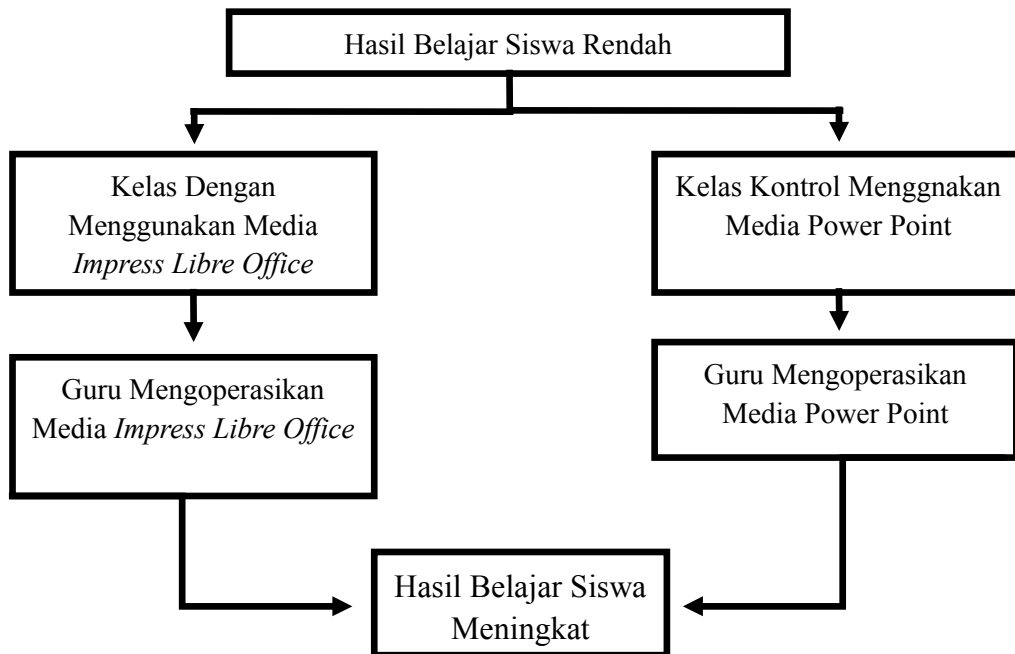 Hasil Belajar Siswa Rendah
Kelas Dengan
Menggunakan Media
Impress Libre Office
Kelas Kontrol Menggnakan
Media Power Point
Guru Mengoperasikan
Media Impress Libre Office
Guru Mengoperasikan
Media Power Point
Hasil Belajar Siswa
Meningkat